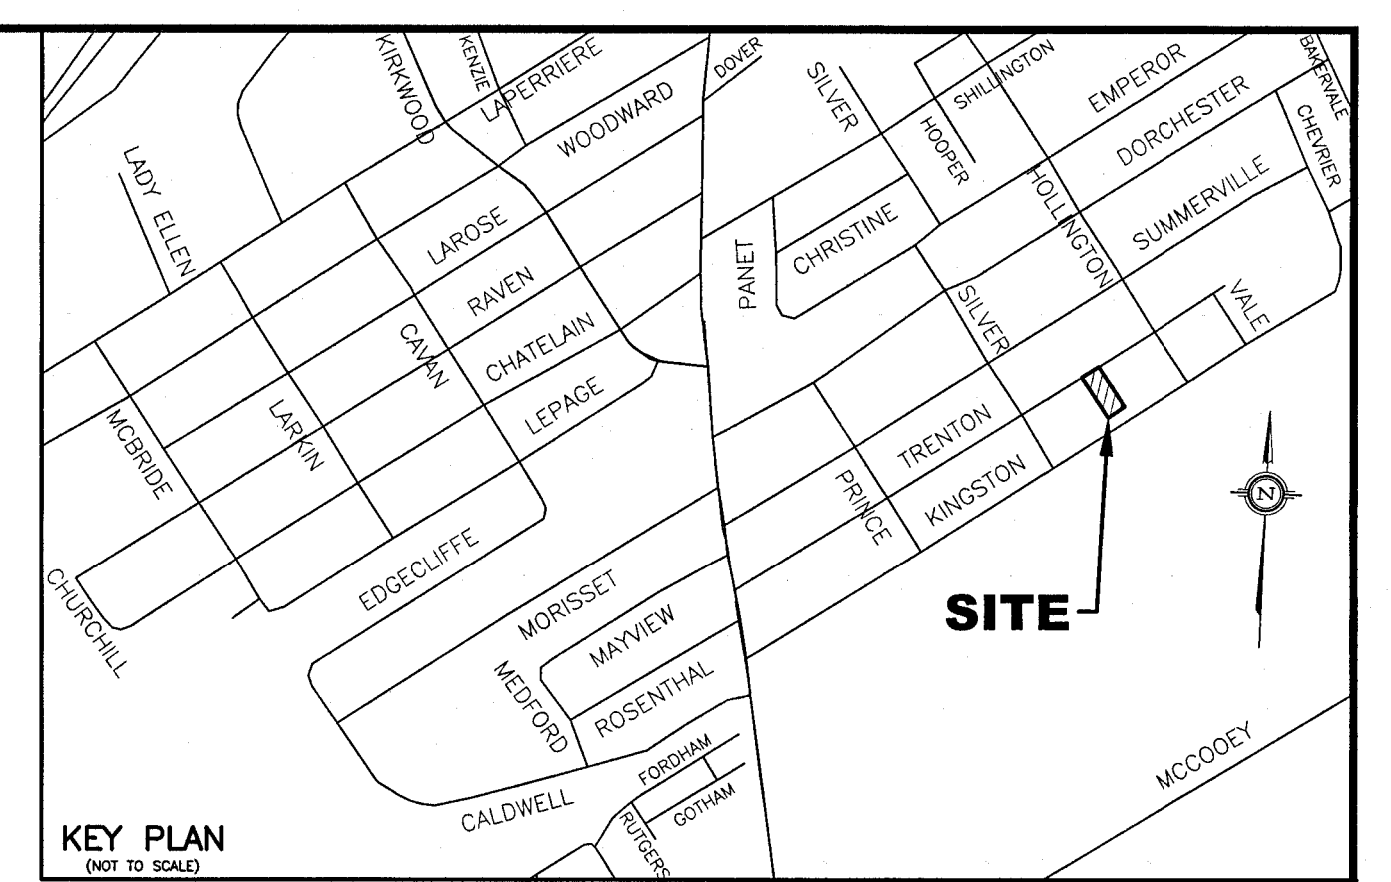 KIRKWOOD
KENZIE
LAPERRIERE
DOVER
SILVER
SHILLINGTON
EMPEROR
BAKERVALE
WOODWARD
HOOPER
DORCHESTER
CHEVRIER
LADY ELLEN
LAROSE
CHRISTINE
HOLLINGTON
SUMMERVILLE
RAVEN
PANET
CAVAN
CHATELAIN
SILVER
VALE
LEPAGE
MCBRIDE
LARKIN
TRENTON
PRINCE
KINGSTON
N
EDGECLIFFE
CHURCHILL
MORISSET
SITE
MAYVIEW
MEDFORD
ROSENTHAL
FORDHAM
MCCOOEY
CALDWELL
GOTHAM
RUTGERS
KEY PLAN
(NOT TO SCALE)